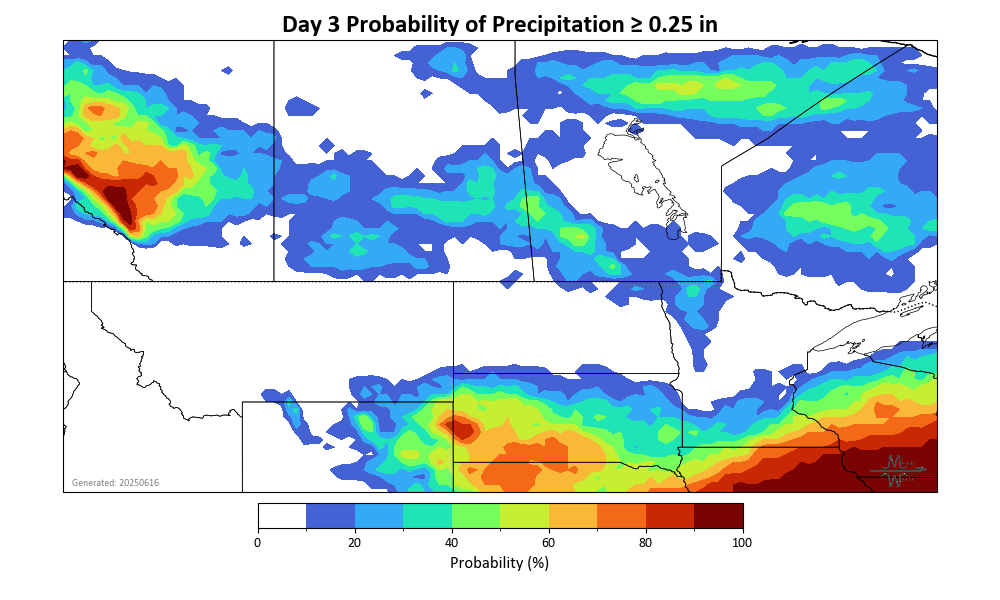 Day 3 Probability of Precipitation ≥ 0.25 in
Generated: 20250616
0 20 40 60 80 100
Probability (%)